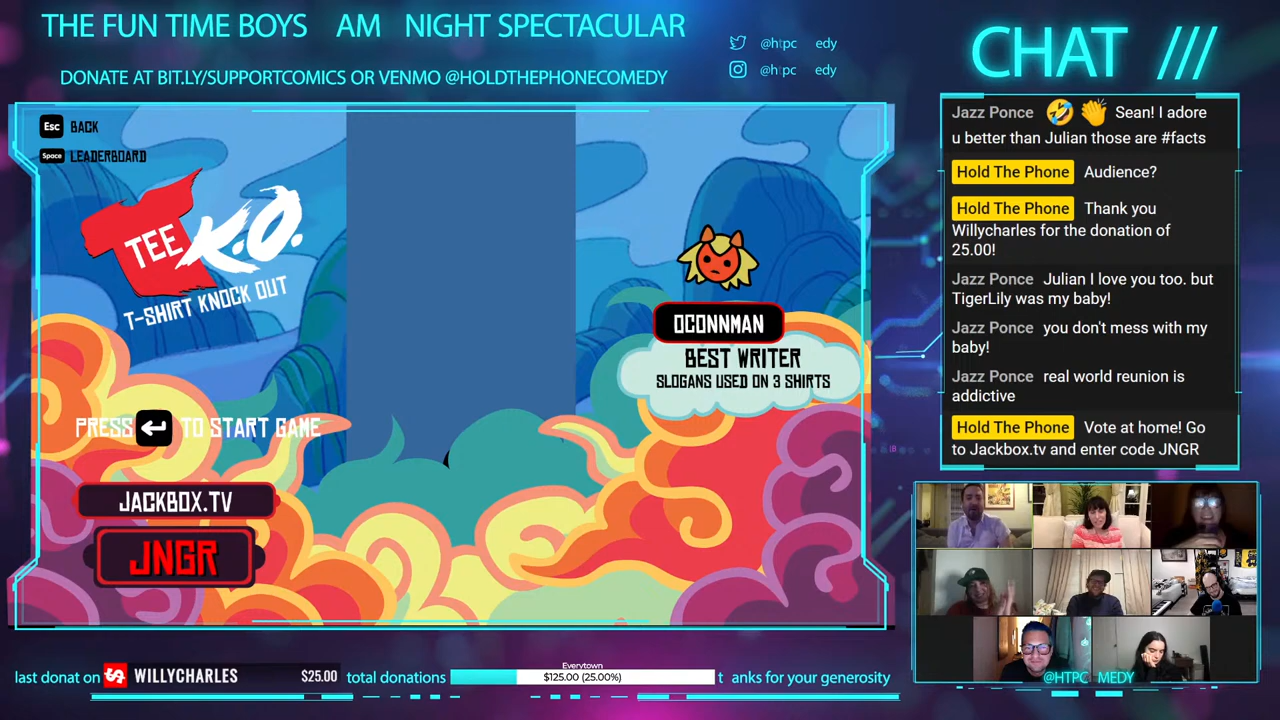 THE FUN TIME BOYS AM NIGHT SPECTACULAR
DONATE AT BIT.LY/SUPPORTCOMICS OR VENMO @HOLDTHEPHONECOMEDY
@htpc edy
@htpc edy
CHAT ///
Esc BACK
Space LEADERBOARD
TEE K.O.
T-SHIRT KNOCK OUT
OCONNMAN
BEST WRITER
SLOGANS USED ON 3 SHIRTS
PRESS TO START GAME
JACKBOX.TV
JNGR
Jazz Ponce 🤣 👏 Sean! I adore
u better than Julian those are #facts
Hold The Phone Audience?
Hold The Phone Thank you
Willycharles for the donation of
25.00!
Jazz Ponce Julian I love you too. but
TigerLily was my baby!
Jazz Ponce you don't mess with my
baby!
Jazz Ponce real world reunion is
addictive
Hold The Phone Vote at home! Go
to Jackbox.tv and enter code JNGR
@HTPC MEDY
last donat on WILLYCHARLES $25.00 total donations
Everytown
$125.00 (25.00%)
t anks for your generosity